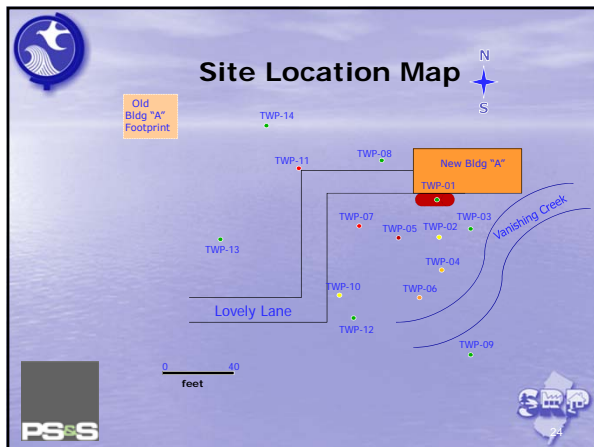 Site Location Map
N
S
Old
Bldg "A"
Footprint
TWP-14
TWP-11
TWP-08
New Bldg "A"
TWP-01
TWP-07
TWP-05
TWP-02
TWP-03
Vanishing Creek
TWP-13
TWP-04
TWP-10
TWP-06
Lovely Lane
TWP-12
TWP-09
0 40
feet
PS&S
SRP
24